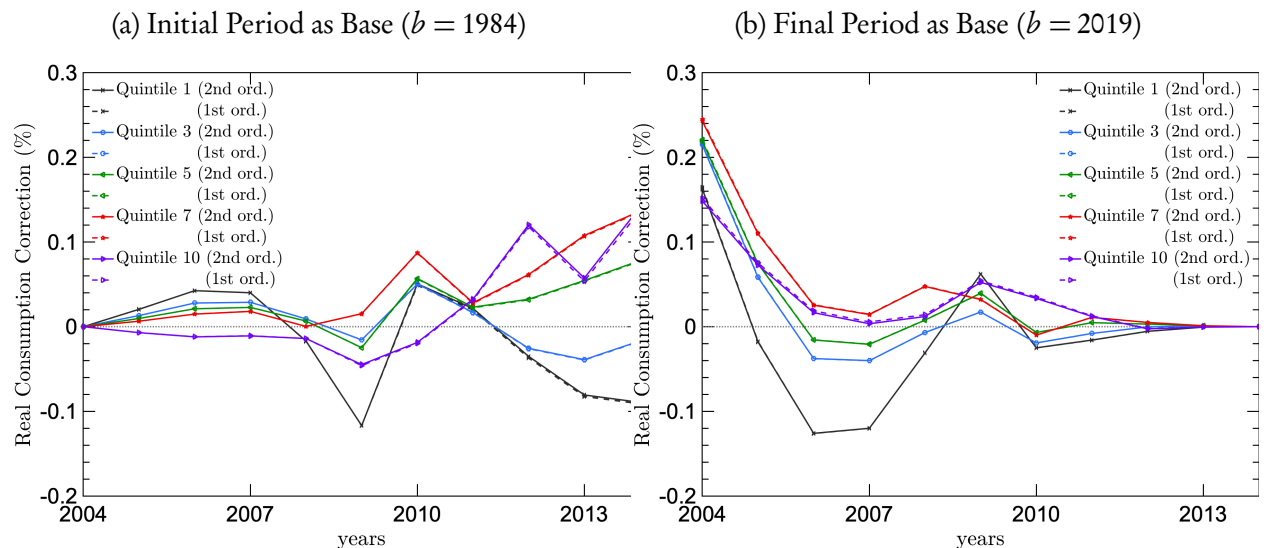 (a) Initial Period as Base (b = 1984)
Real Consumption Correction (%)
0.3
0.2
0.1
0
-0.1
-0.2
Quintile 1 (2nd ord.)
(1st ord.)
Quintile 3 (2nd ord.)
(1st ord.)
Quintile 5 (2nd ord.)
(1st ord.)
Quintile 7 (2nd ord.)
(1st ord.)
Quintile 10 (2nd ord.)
(1st ord.)
2004 2007 2010 2013
years
(b) Final Period as Base (b = 2019)
Real Consumption Correction (%)
0.3
0.2
0.1
0
-0.1
-0.2
Quintile 1 (2nd ord.)
(1st ord.)
Quintile 3 (2nd ord.)
(1st ord.)
Quintile 5 (2nd ord.)
(1st ord.)
Quintile 7 (2nd ord.)
(1st ord.)
Quintile 10 (2nd ord.)
(1st ord.)
2004 2007 2010 2013
years